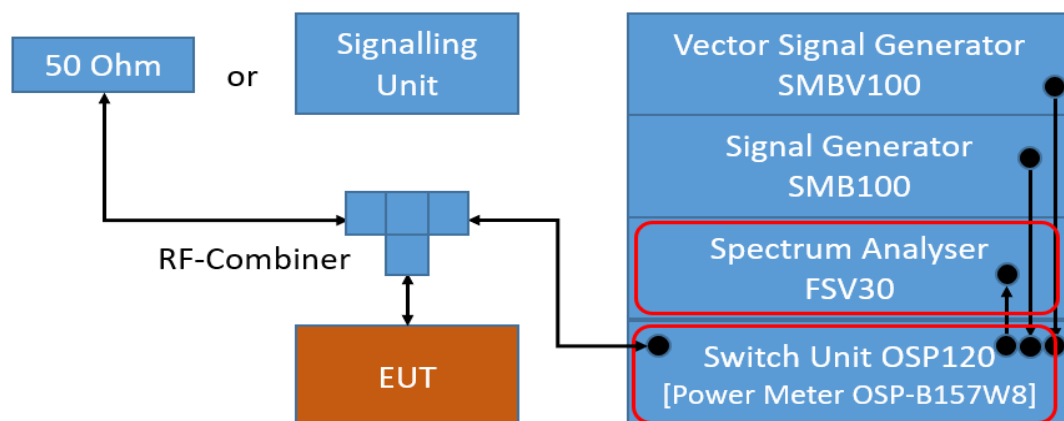 50 Ohm
or
Signalling
Unit
RF-Combiner
EUT
Vector Signal Generator
SMBV100
Signal Generator
SMB100
Spectrum Analyser
FSV30
Switch Unit OSP120
[Power Meter OSP-B157W8]